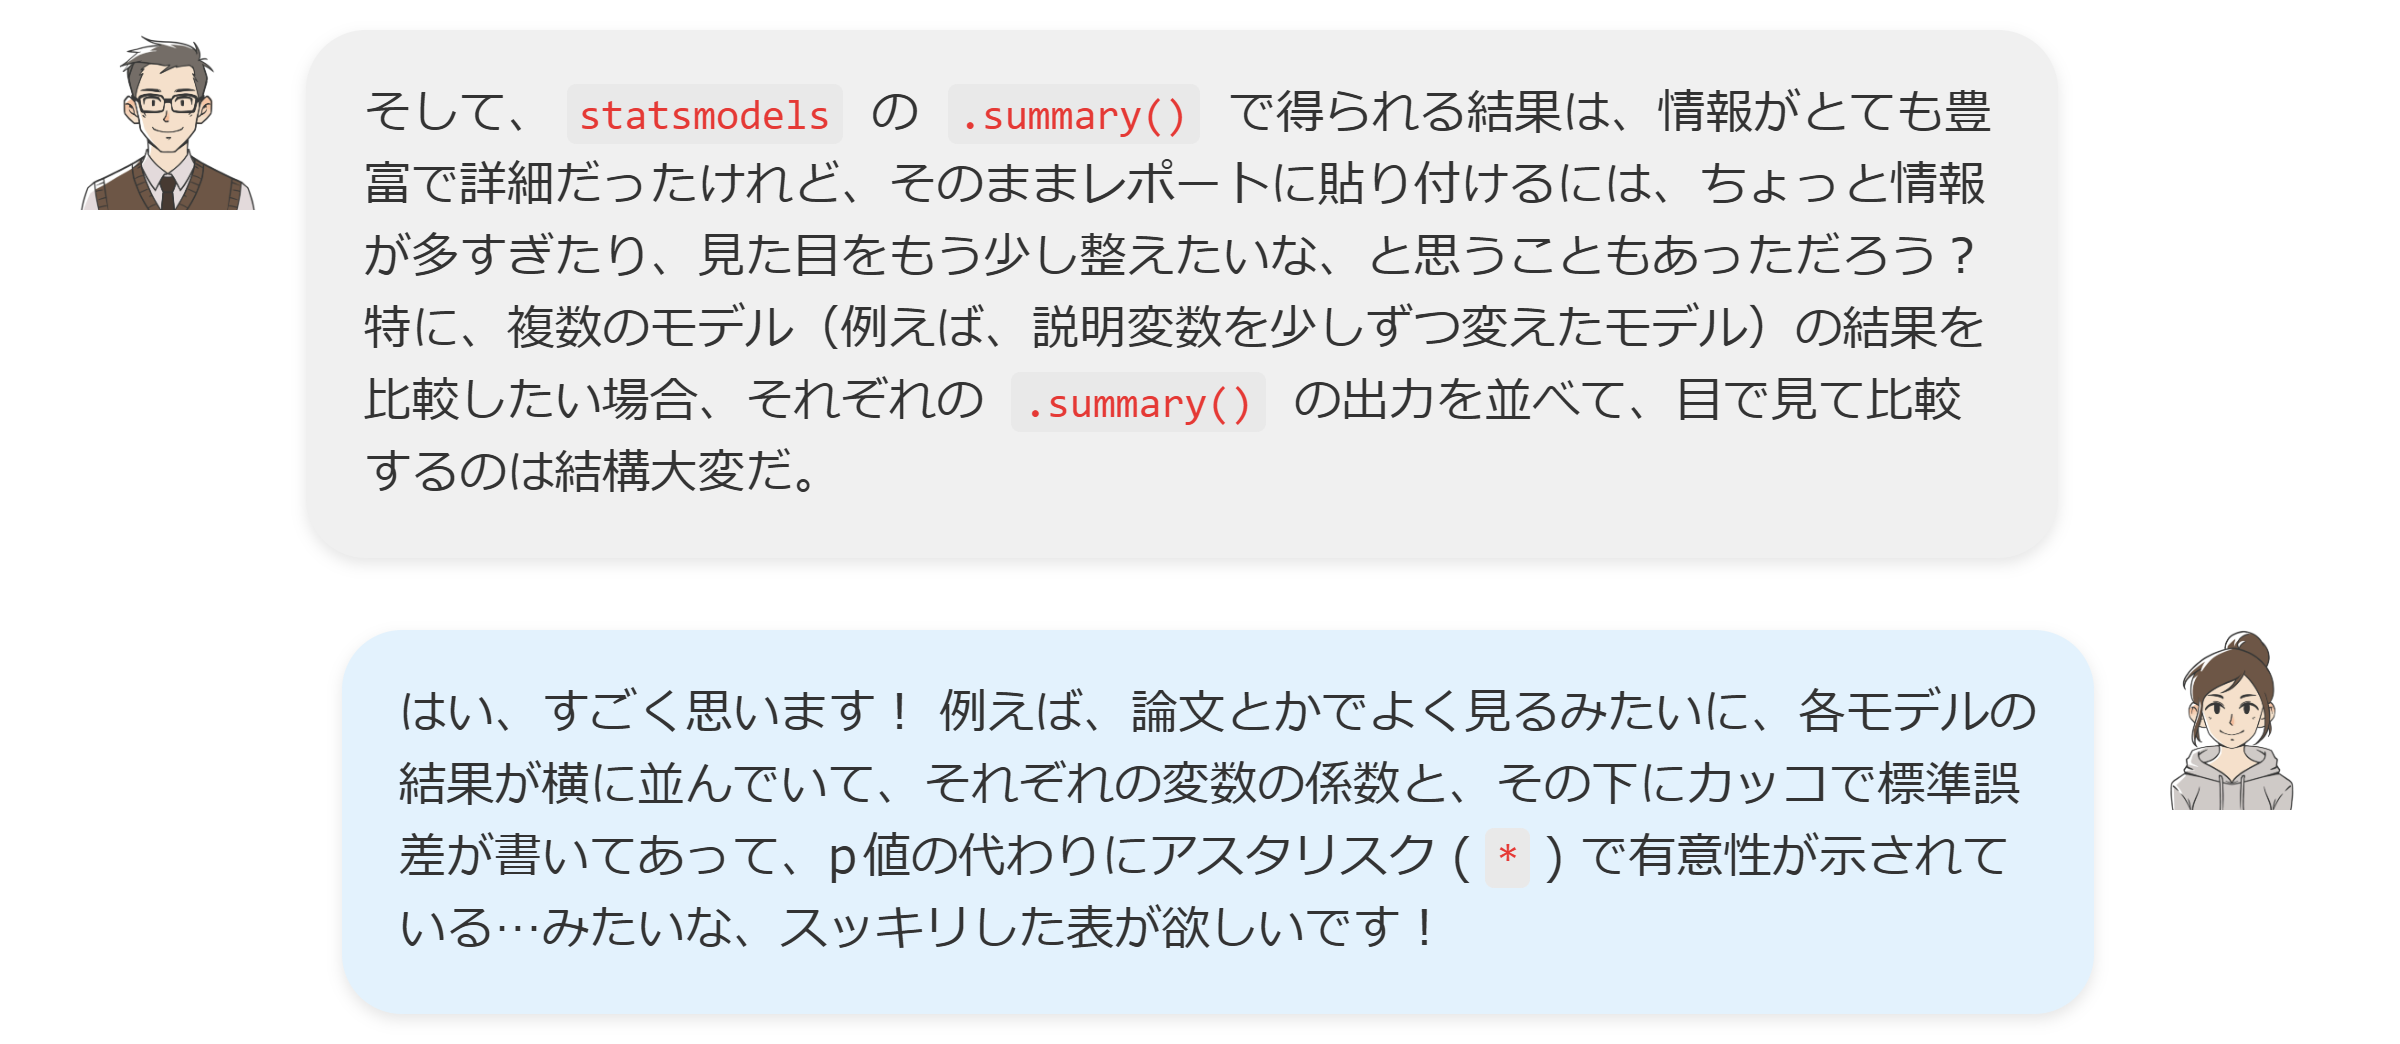 そして、 statsmodels の .summary() で得られる結果は、情報がとても豊
富で詳細だったけれど、そのままレポートに貼り付けるには、ちょっと情報
が多すぎたり、見た目をもう少し整えたいな、と思うこともあっただろう？
特に、複数のモデル（例えば、説明変数を少しずつ変えたモデル）の結果を
比較したい場合、それぞれの .summary() の出力を並べて、目で見て比較
するのは結構大変だ。
はい、すごく思います！ 例えば、論文とかでよく見るみたいに、各モデルの
結果が横に並んでいて、それぞれの変数の係数と、その下にカッコで標準誤
差が書いてあって、p値の代わりにアスタリスク ( * ) で有意性が示されて
いる…みたいな、スッキリした表が欲しいです！